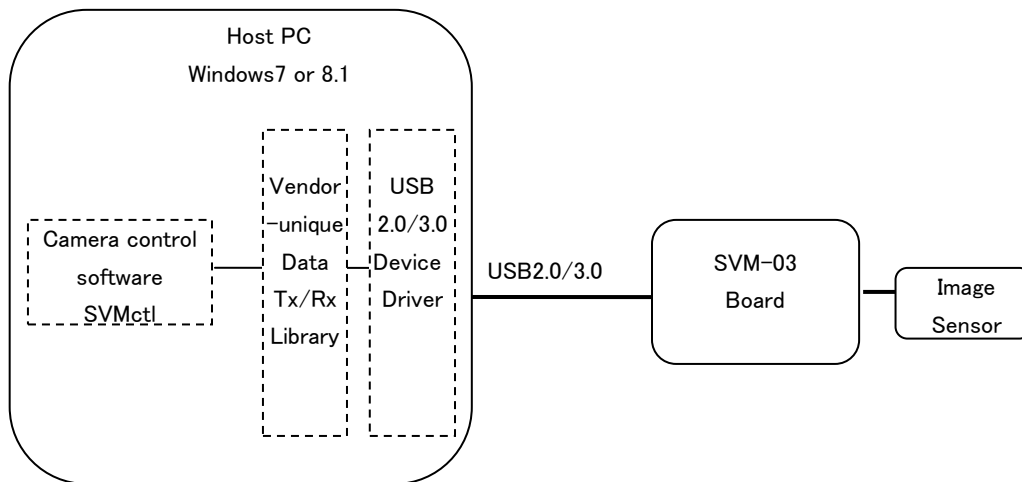 Host PC
Windows7 or 8.1
Camera control
software
SVMctl
Vendor
-unique
Data
Tx/Rx
Library
USB
2.0/3.0
Device
Driver
USB2.0/3.0
SVM-03
Board
Image
Sensor